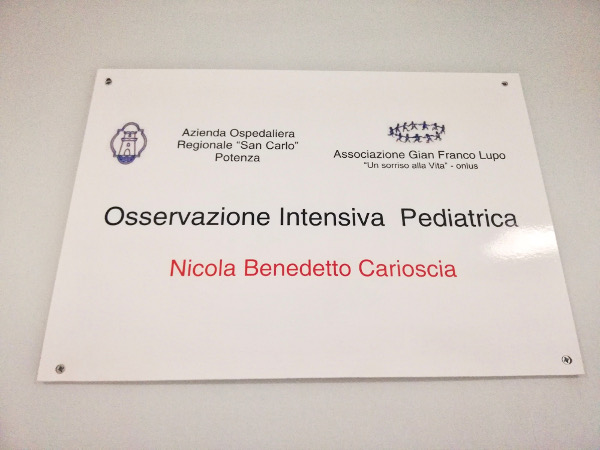 Azienda Ospedaliera
Regionale "San Carlo"
Potenza
Associazione Gian Franco Lupo
"Un sorriso alla Vita" - onlus
Osservazione Intensiva Pediatrica
Nicola Benedetto Carioscia